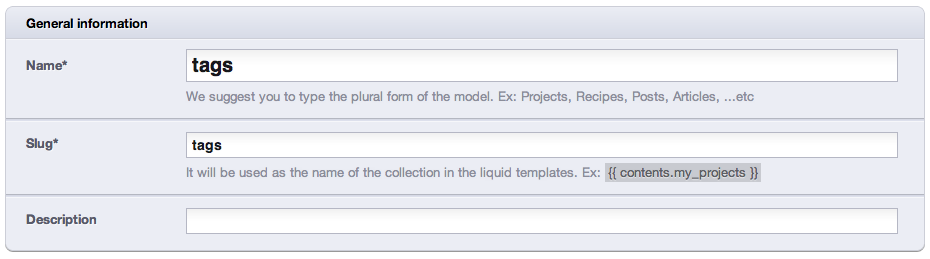 General information
Name*
tags
We suggest you to type the plural form of the model. Ex: Projects, Recipes, Posts, Articles, ...etc
Slug*
tags
It will be used as the name of the collection in the liquid templates. Ex: {{ contents.my_projects }}
Description